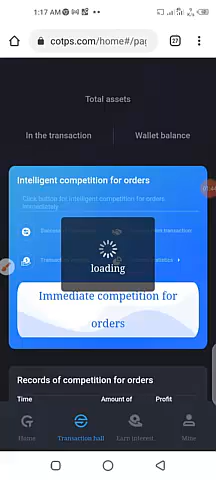 1:17 AM
cotps.com/home#/pa
27
Total assets
In the transaction
Wallet balance
Intelligent competition for orders
Click button for intelligent competition for orders
immediately
loading
Immediate competition for
orders
1:44
Records of competition for orders
Time
Amount of
Profit
Home
Transaction hall
Earn interest
Mine